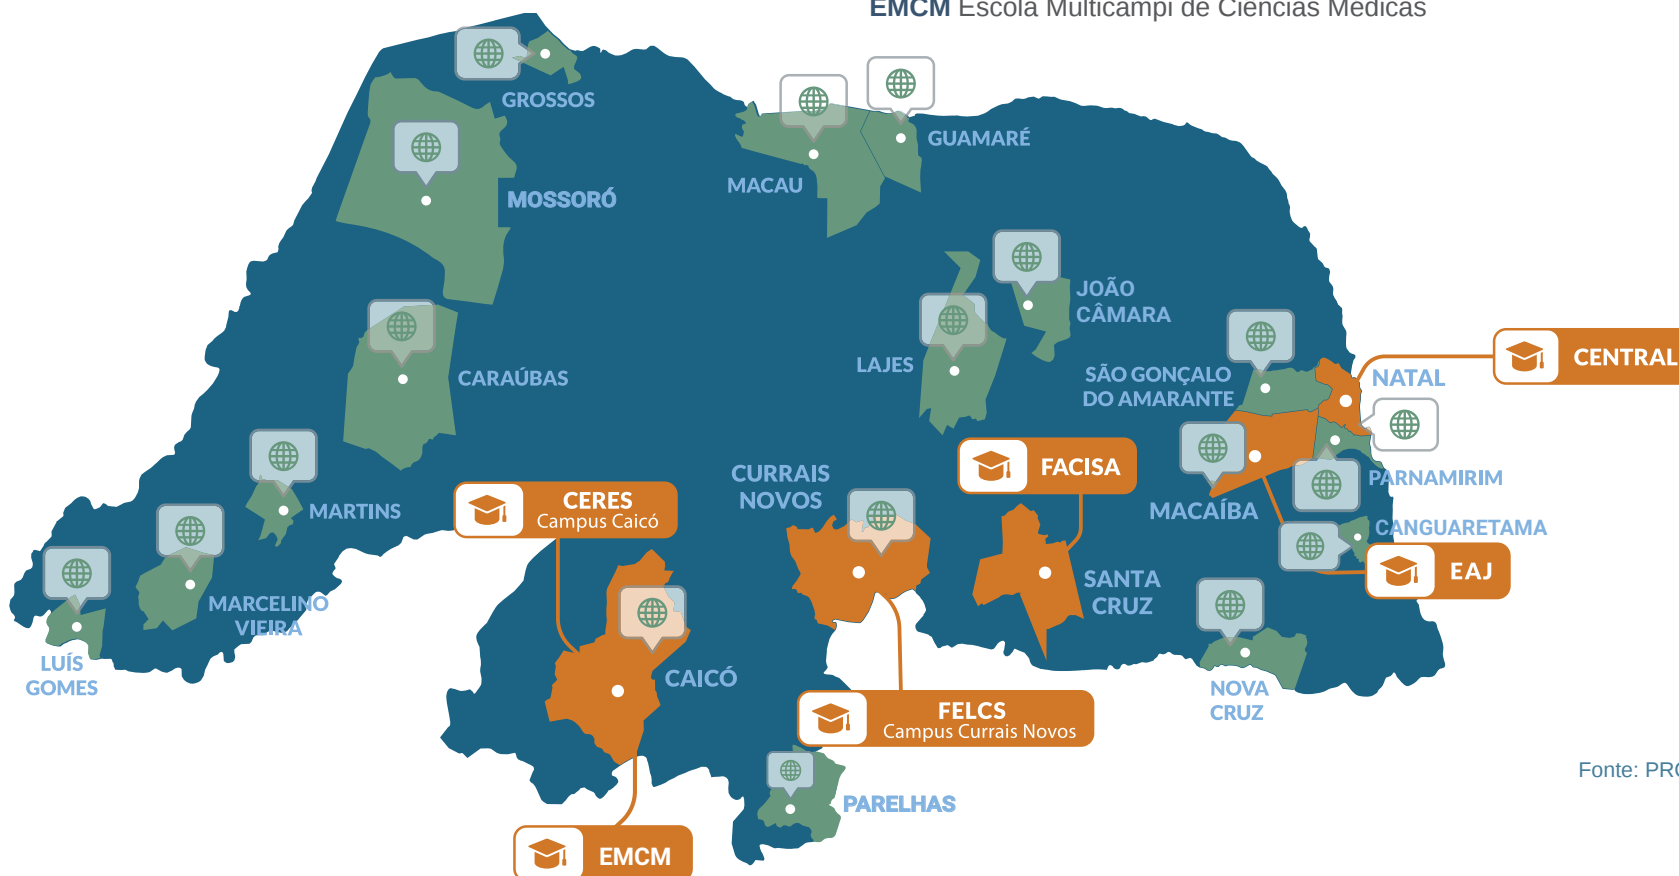 EMCM Escola Multicampi de Ciências Médicas
GROSSOS
MOSSORÓ
MACAU
GUAMARÉ
JOÃO
CÂMARA
LAJES
CARAÚBAS
SÃO GONÇALO
DO AMARANTE
NATAL
CENTRAL
PARNAMIRIM
MACAÍBA
CANGUARETAMA
EAJ
FACISA
CURRAIS
NOVOS
SANTA
CRUZ
MARTINS
CERES
Campus Caicó
MARCELINO
VIEIRA
LUÍS
GOMES
CAICÓ
NOVA
CRUZ
FELCS
Campus Currais Novos
PARELHAS
EMCM
Fonte: